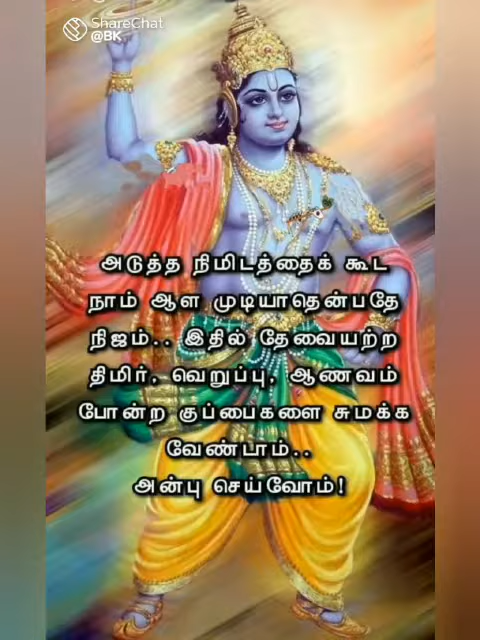 ShareChat
@BK
அடுத்த நிமிடத்தைக் கூட
நாம் ஆள முடியாதென்பதே
நிஜம்.. இதில் தேவையற்ற
திமிர், வெறுப்பு, ஆணவம்
போன்ற குப்பைகளை சுமக்க
வேண்டாம்..
அன்பு செய்வோம்!